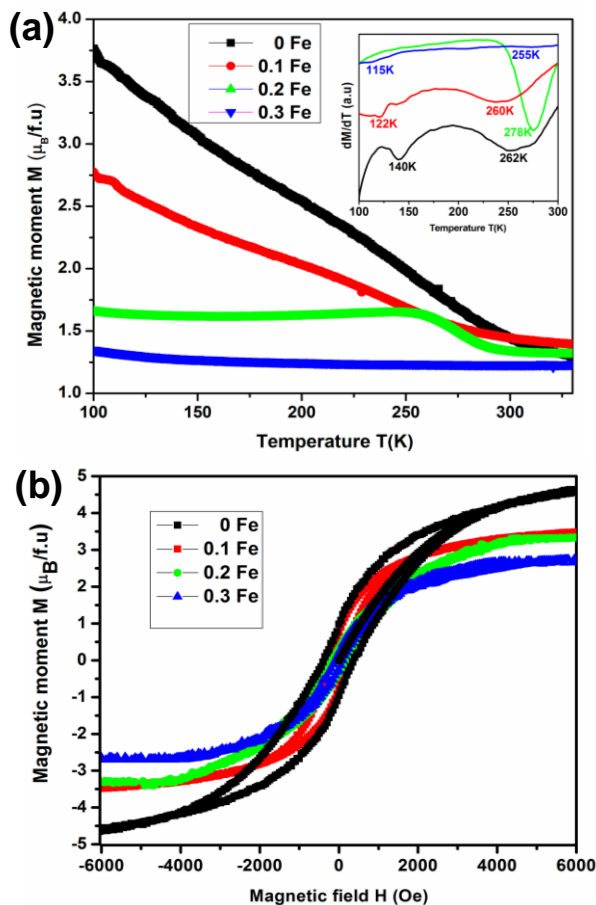 (a)
4.0
3.5
3.0
2.5
2.0
1.5
1.0
Magnetic moment M (μB/f.u)
0 Fe
0.1 Fe
0.2 Fe
0.3 Fe
dM/dT (a.u)
115K
255K
122K
260K
278K
140K
262K
100 150 200 250 300
Temperature T(K)
100 150 200 250 300
Temperature T(K)
(b)
5
4
3
2
1
0
-1
-2
-3
-4
-5
Magnetic moment M (μB/f.u)
0 Fe
0.1 Fe
0.2 Fe
0.3 Fe
-6000 -4000 -2000 0 2000 4000 6000
Magnetic field H (Oe)